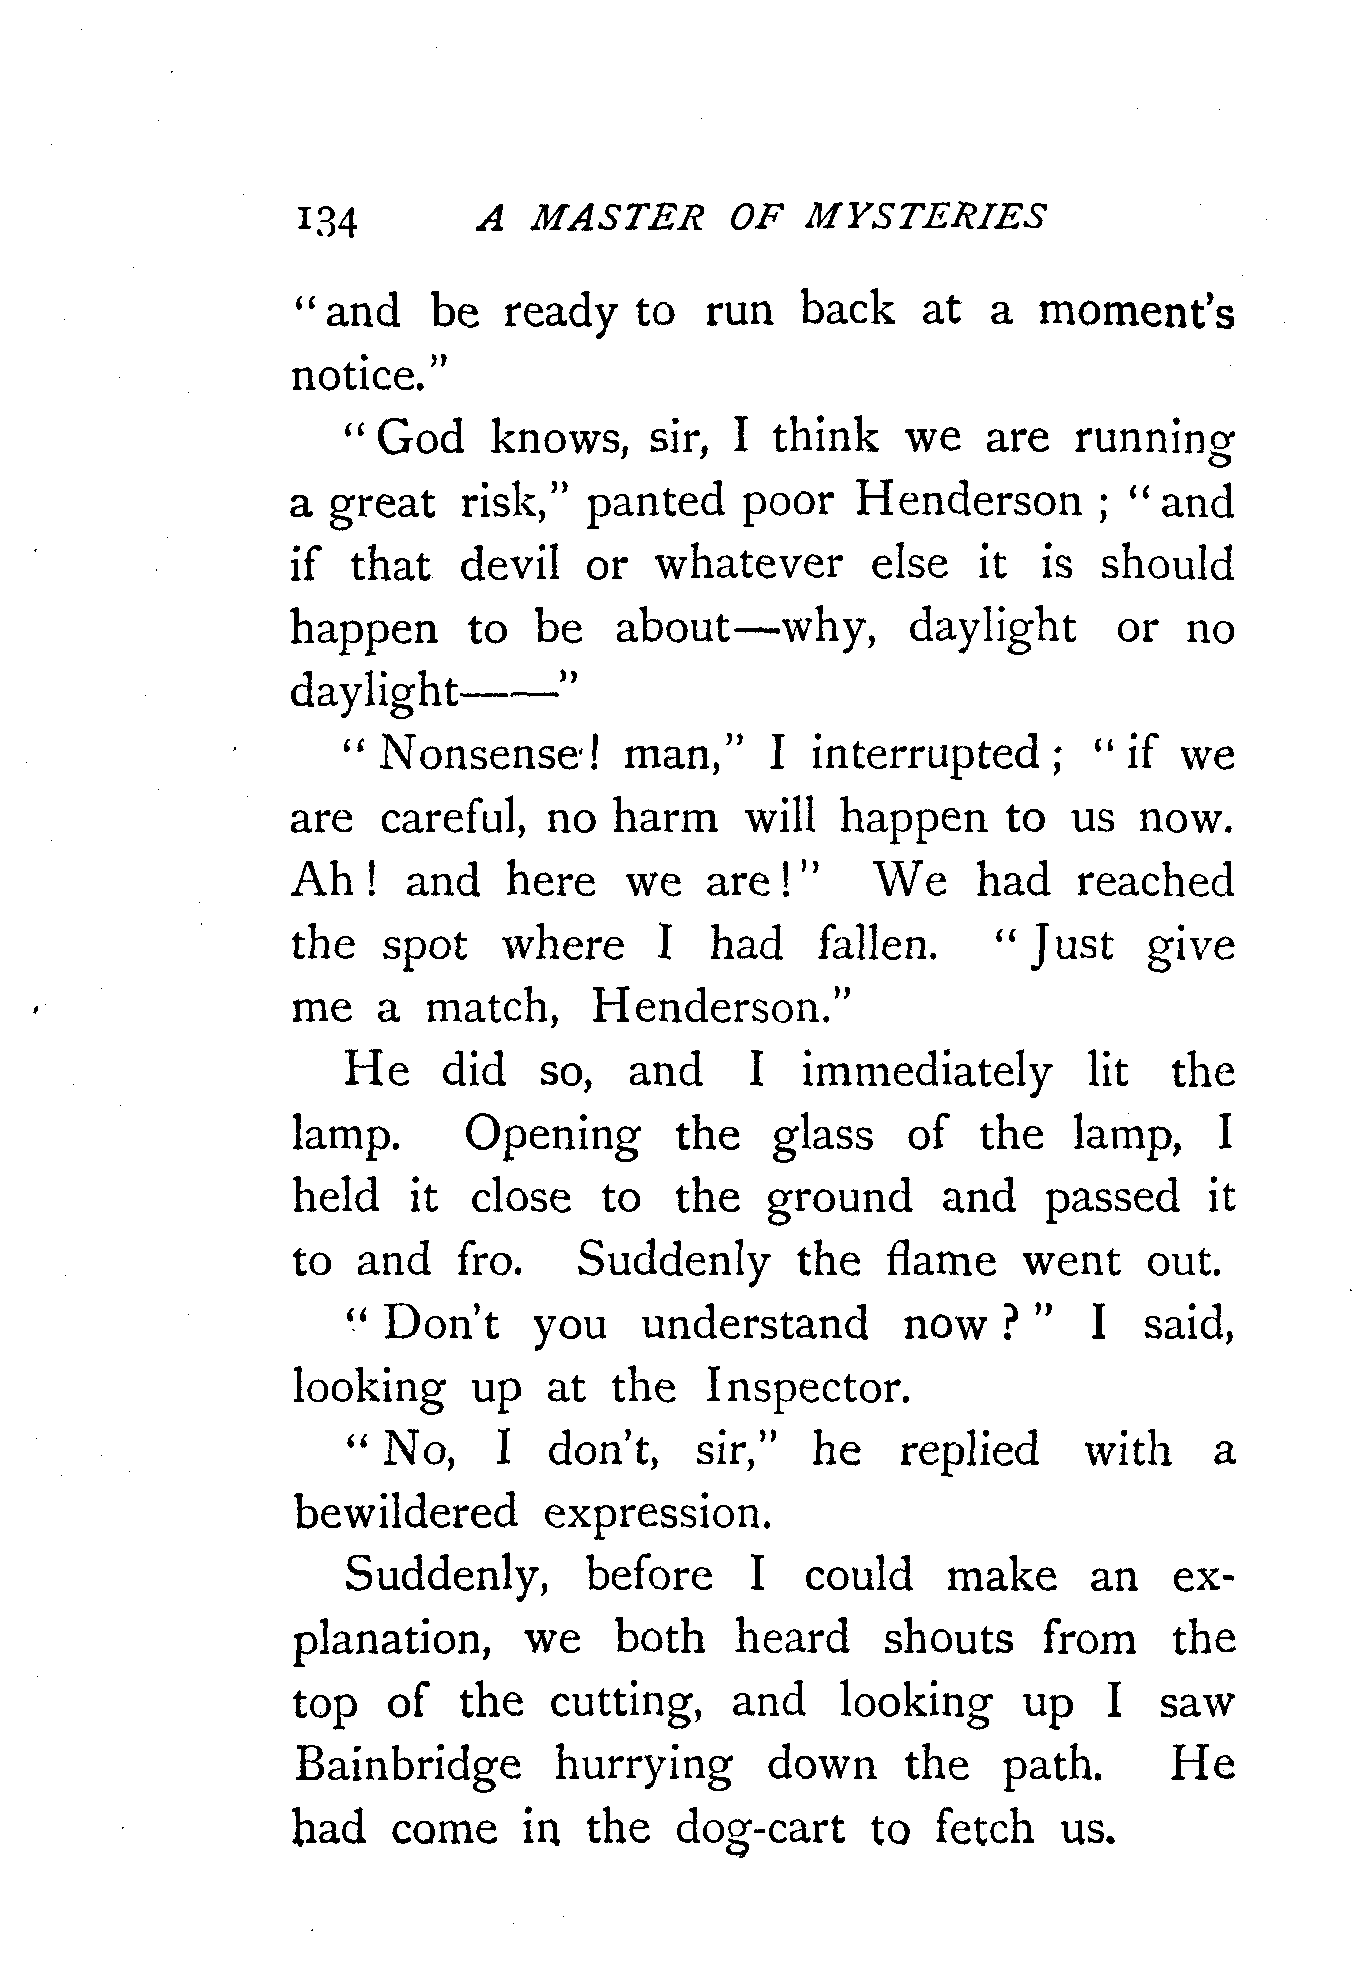 134 A MASTER OF MYSTERIES
"and be ready to run back at a moment's
notice."
"God knows, sir, I think we are running
a great risk," panted poor Henderson; "and
if that devil or whatever else it is should
happen to be about—why, daylight or no
daylight——"
"Nonsense! man," I interrupted; "if we
are careful, no harm will happen to us now.
Ah! and here we are!" We had reached
the spot where I had fallen. "Just give
me a match, Henderson."
He did so, and I immediately lit the
lamp. Opening the glass of the lamp, I
held it close to the ground and passed it
to and fro. Suddenly the flame went out.
"Don't you understand now?" I said,
looking up at the Inspector.
"No, I don't, sir," he replied with a
bewildered expression.
Suddenly, before I could make an ex-
planation, we both heard shouts from the
top of the cutting, and looking up I saw
Bainbridge hurrying down the path. He
had come in the dog-cart to fetch us.